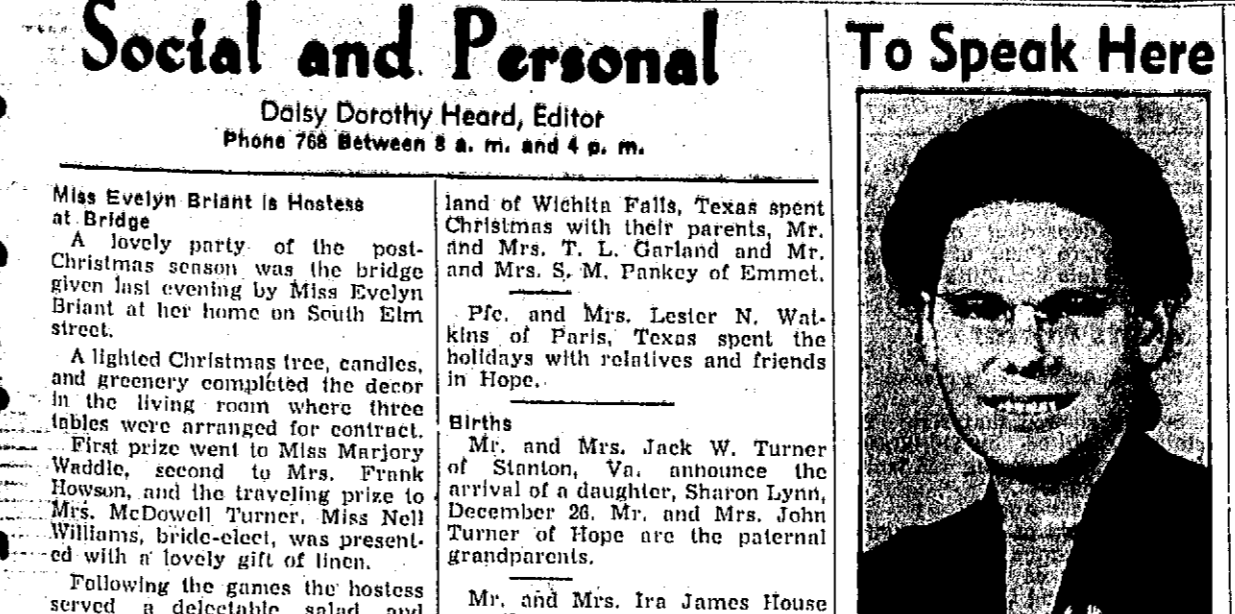 Social and Personal
Daisy Dorothy Heard, Editor
Phone 768 Between 8 a. m. and 4 p. m.
Miss Evelyn Briant is Hostess
at Bridge
A lovely party of the post-
Christmas season was the bridge
given last evening by Miss Evelyn
Briant at her home on South Elm
street.
A lighted Christmas tree, candles,
and greenery completed the decor
in the living room where three
tables were arranged for contract.
First prize went to Miss Marjory
Waddle, second to Mrs. Frank
Howson, and the traveling prize to
Mrs. McDowell Turner. Miss Nell
Williams, bride-elect, was present-
ed with a lovely gift of linen.
Following the games the hostess
served a delectable salad and
land of Wichita Falls, Texas spent
Christmas with their parents, Mr.
and Mrs. T. L. Garland and Mr.
and Mrs. S. M. Pankey of Emmet.
Pfc. and Mrs. Lester N. Wat-
kins of Paris, Texas spent the
holidays with relatives and friends
in Hope.
Births
Mr. and Mrs. Jack W. Turner
of Stanton, Va. announce the
arrival of a daughter, Sharon Lynn,
December 26. Mr. and Mrs. John
Turner of Hope are the paternal
grandparents.
Mr. and Mrs. Ira James House
To Speak Here